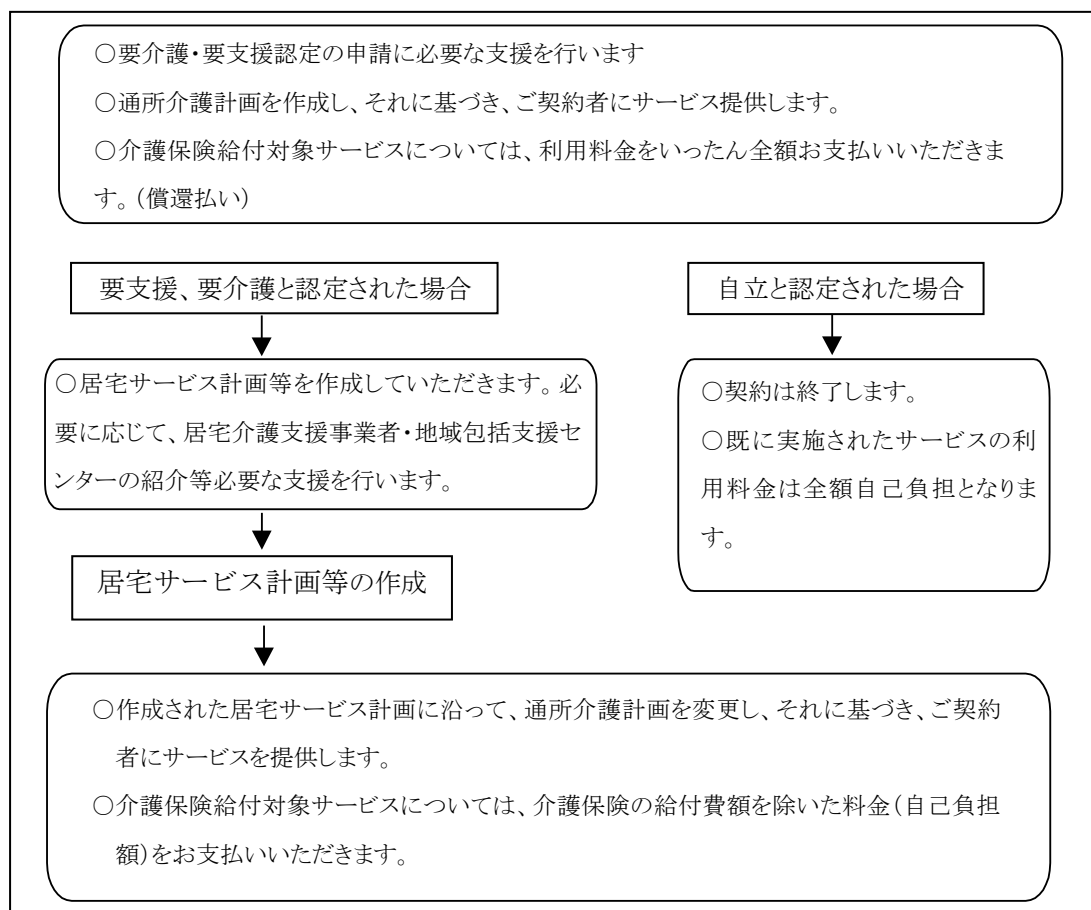 ○要介護・要支援認定の申請に必要な支援を行います
○通所介護計画を作成し、それに基づき、ご契約者にサービス提供します。
○介護保険給付対象サービスについては、利用料金をいったん全額お支払いいただきま
す。(償還払い)
要支援、要介護と認定された場合
○居宅サービス計画等を作成していただきます。必
要に応じて、居宅介護支援事業者・地域包括支援セ
ンターの紹介等必要な支援を行います。
居宅サービス計画等の作成
自立と認定された場合
○契約は終了します。
○既に実施されたサービスの利
用料金は全額自己負担となりま
す。
○作成された居宅サービス計画に沿って、通所介護計画を変更し、それに基づき、ご契約
者にサービスを提供します。
○介護保険給付対象サービスについては、介護保険の給付費額を除いた料金(自己負担
額)をお支払いいただきます。